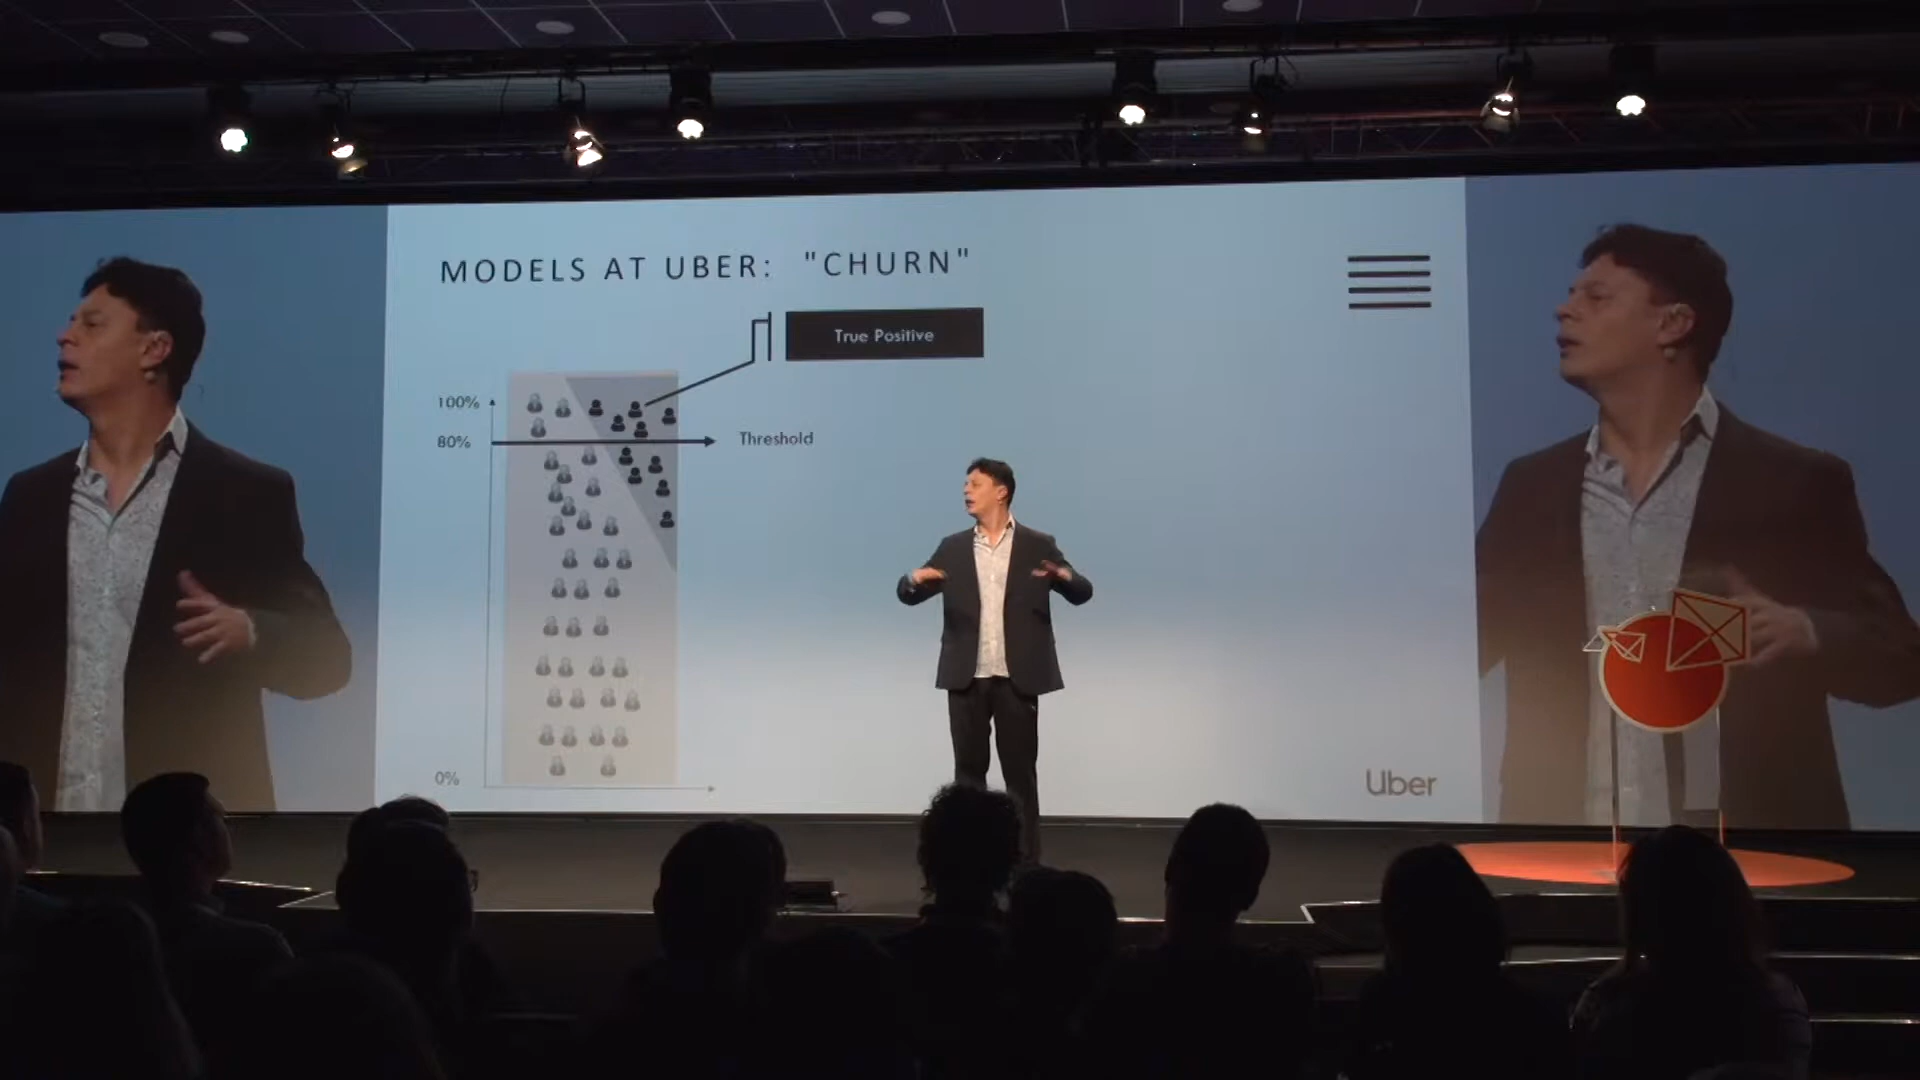 MODELS AT UBER: "CHURN"
True Positive
100%
80%
Threshold
0%
Uber